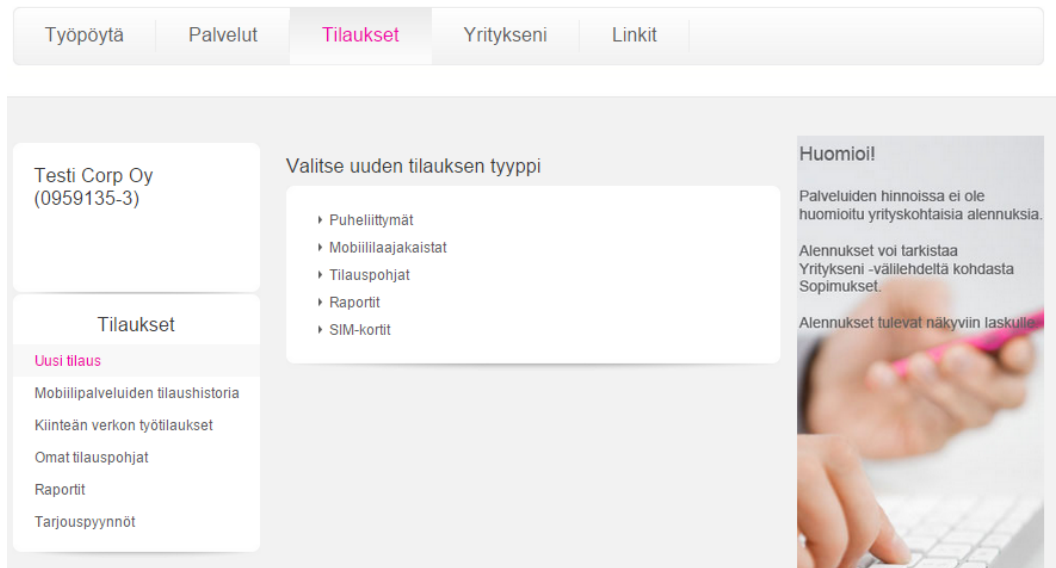 Työpöytä Palvelut Tilaukset Yritykseni Linkit
Testi Corp Oy
(0959135-3)
Tilaukset
Uusi tilaus
Mobiilipalveluiden tilaushistoria
Kiinteän verkon työtilaukset
Omat tilauspohjat
Raportit
Tarjouspyynnöt
Valitse uuden tilauksen tyyppi
Puheliittymät
Mobiililaajakaistat
Tilauspohjat
Raportit
SIM-kortit
Huomioi!
Palveluiden hinnoissa ei ole
huomioitu yrityskohtaisia alennuksia.
Alennukset voi tarkistaa
Yritykseni -välilehdeltä kohdasta
Sopimukset.
Alennukset tulevat näkyviin laskulle.